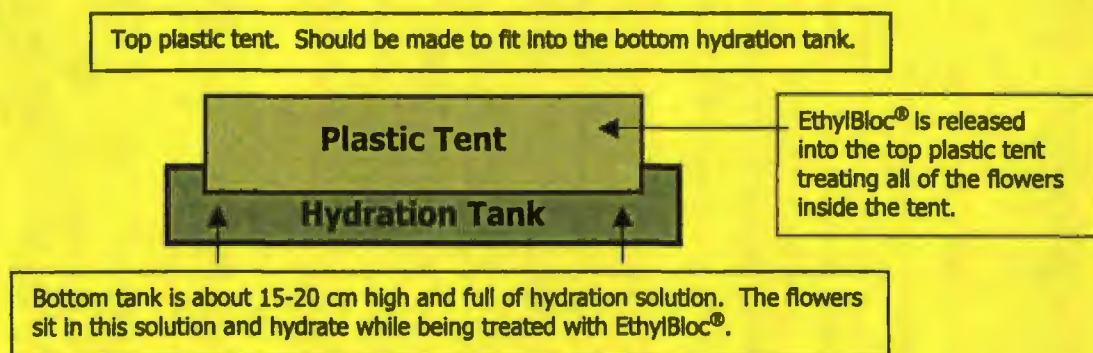 Top plastic tent. Should be made to fit into the bottom hydration tank.
Plastic Tent
EthylBloc® is released
into the top plastic tent
treating all of the flowers
inside the tent.
Hydration Tank
Bottom tank is about 15-20 cm high and full of hydration solution. The flowers
sit in this solution and hydrate while being treated with EthylBloc®.